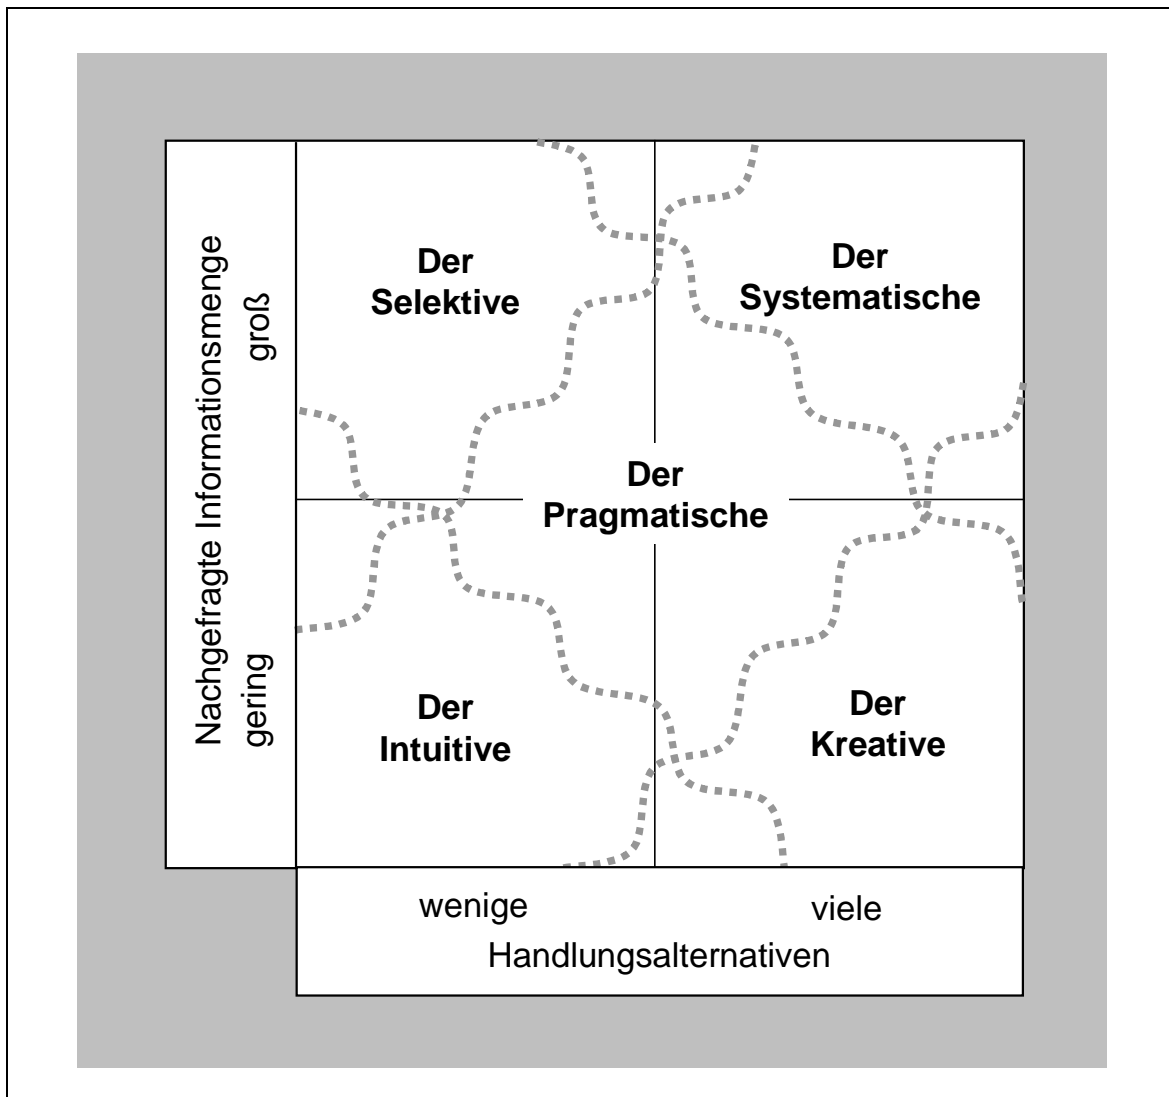 Nachgefragte Informationsmenge
gering
groß
Der
Selektive
Der
Systematische
Der
Pragmatische
Der
Intuitive
Der
Kreative
wenige
viele
Handlungsalternativen